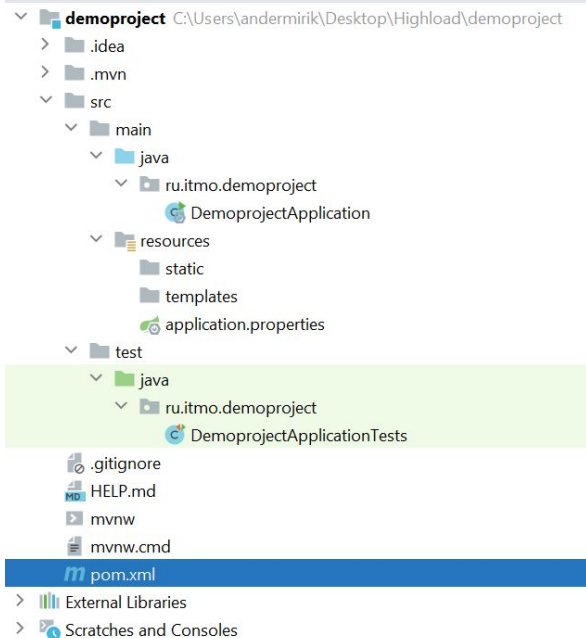 demoproject C:\Users\andermirik\Desktop\Highload\demoproject
.idea
.mvn
src
main
java
ru.itmo.demoproject
DemoprojectApplication
resources
static
templates
application.properties
test
java
ru.itmo.demoproject
DemoprojectApplicationTests
.gitignore
HELP.md
mvnw
mvnw.cmd
pom.xml
External Libraries
Scratches and Consoles